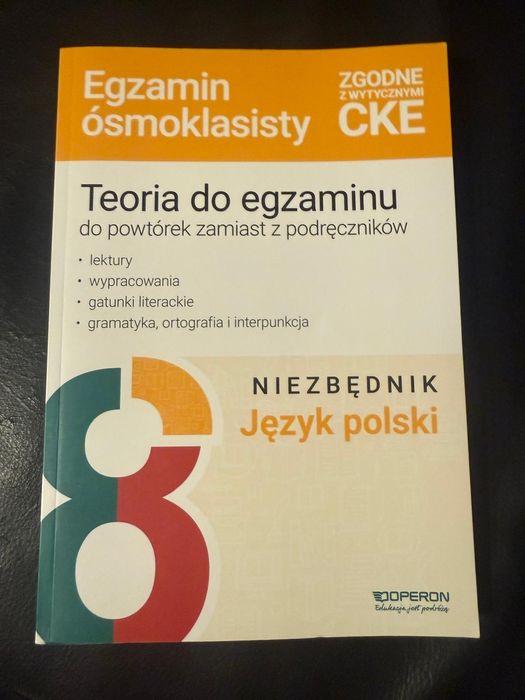 Egzamin
ósmoklasisty
ZGODNE
Z WYTYCZNYMI
CKE
Teoria do egzaminu
do powtórek zamiast z podręczników
• lektury
• wypracowania
• gatunki literackie
• gramatyka, ortografia i interpunkcja
NIEZBĘDNIK
Język polski
8
OPERON
Edukacja jest podróżą